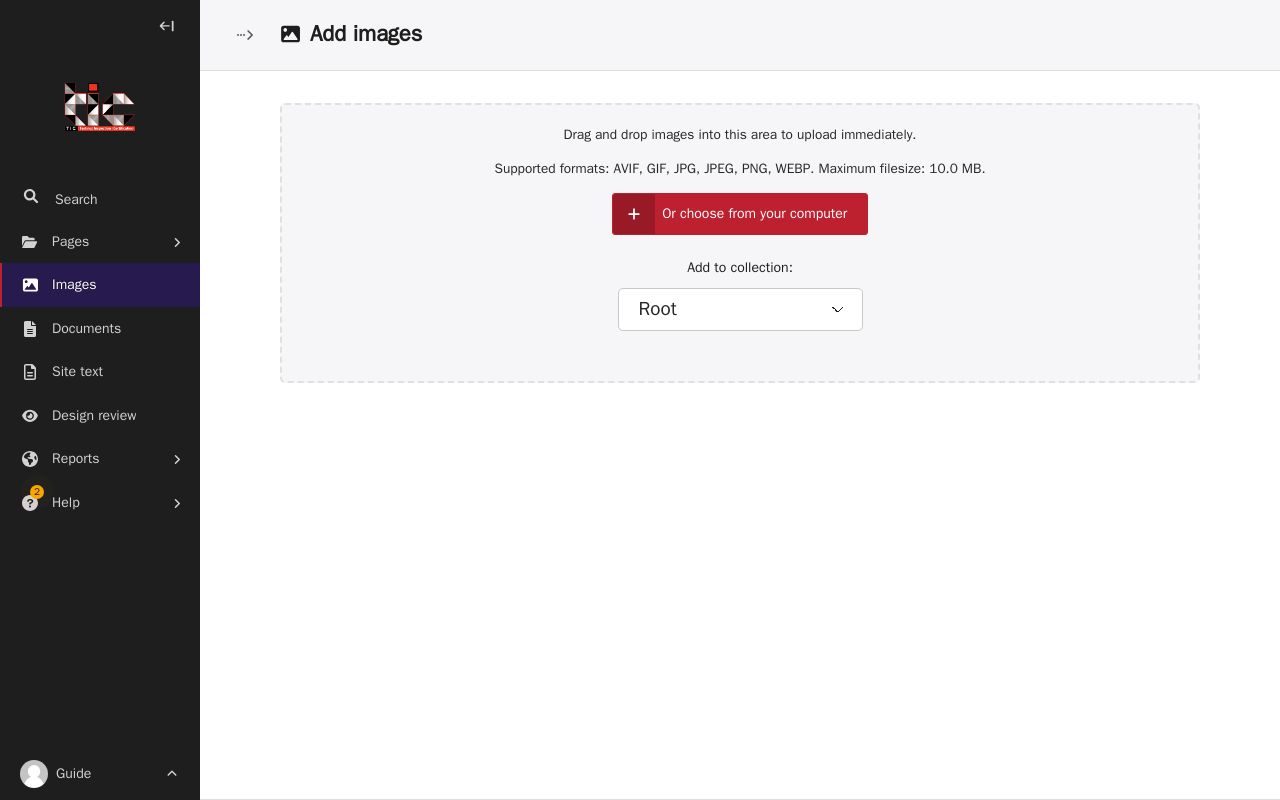 Add images
TIC
Search
Pages
Images
Documents
Site text
Design review
Reports
2
Help
Guide
Drag and drop images into this area to upload immediately.
Supported formats: AVIF, GIF, JPG, JPEG, PNG, WEBP. Maximum filesize: 10.0 MB.
Or choose from your computer
Add to collection:
Root